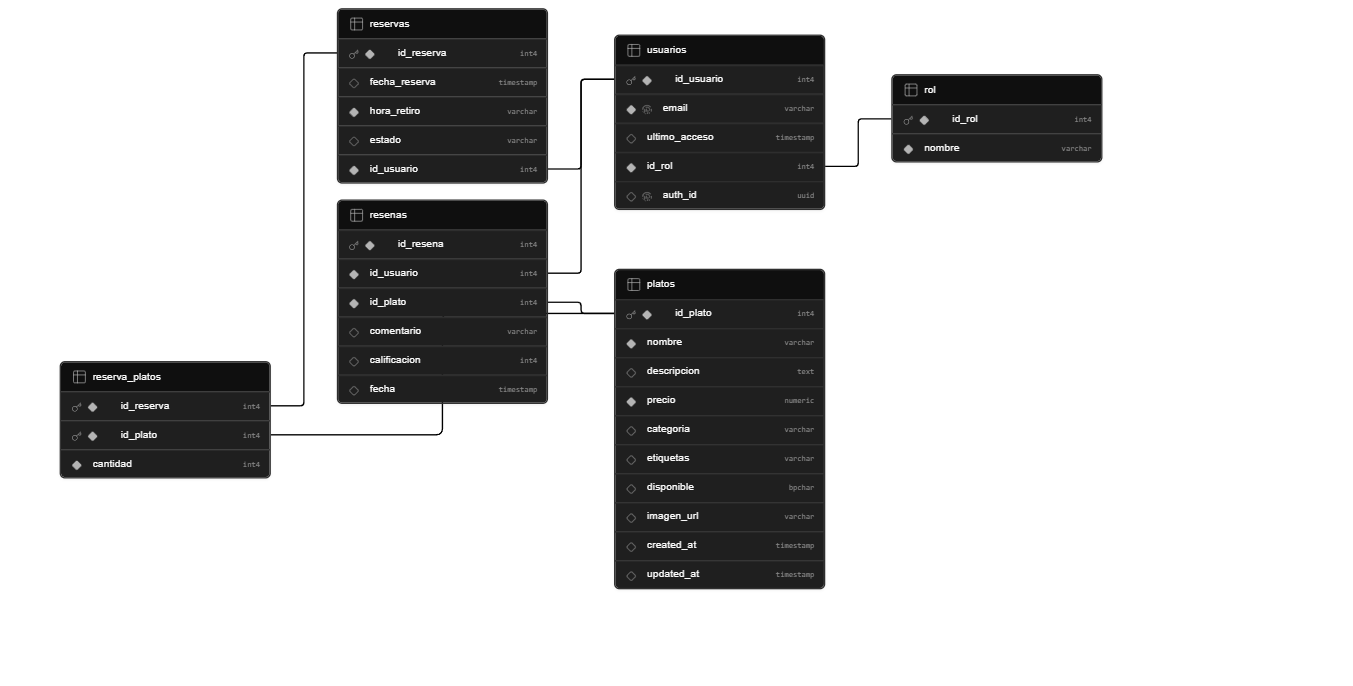 reservas
id_reserva int4
fecha_reserva timestamp
hora_retiro varchar
estado varchar
id_usuario int4
usuarios
id_usuario int4
email varchar
ultimo_acceso timestamp
id_rol int4
auth_id uuid
rol
id_rol int4
nombre varchar
resenas
id_resena int4
id_usuario int4
id_plato int4
comentario varchar
calificacion int4
fecha timestamp
platos
id_plato int4
nombre varchar
descripcion text
precio numeric
categoria varchar
etiquetas varchar
disponible bpchar
imagen_url varchar
created_at timestamp
updated_at timestamp
reserva_platos
id_reserva int4
id_plato int4
cantidad int4